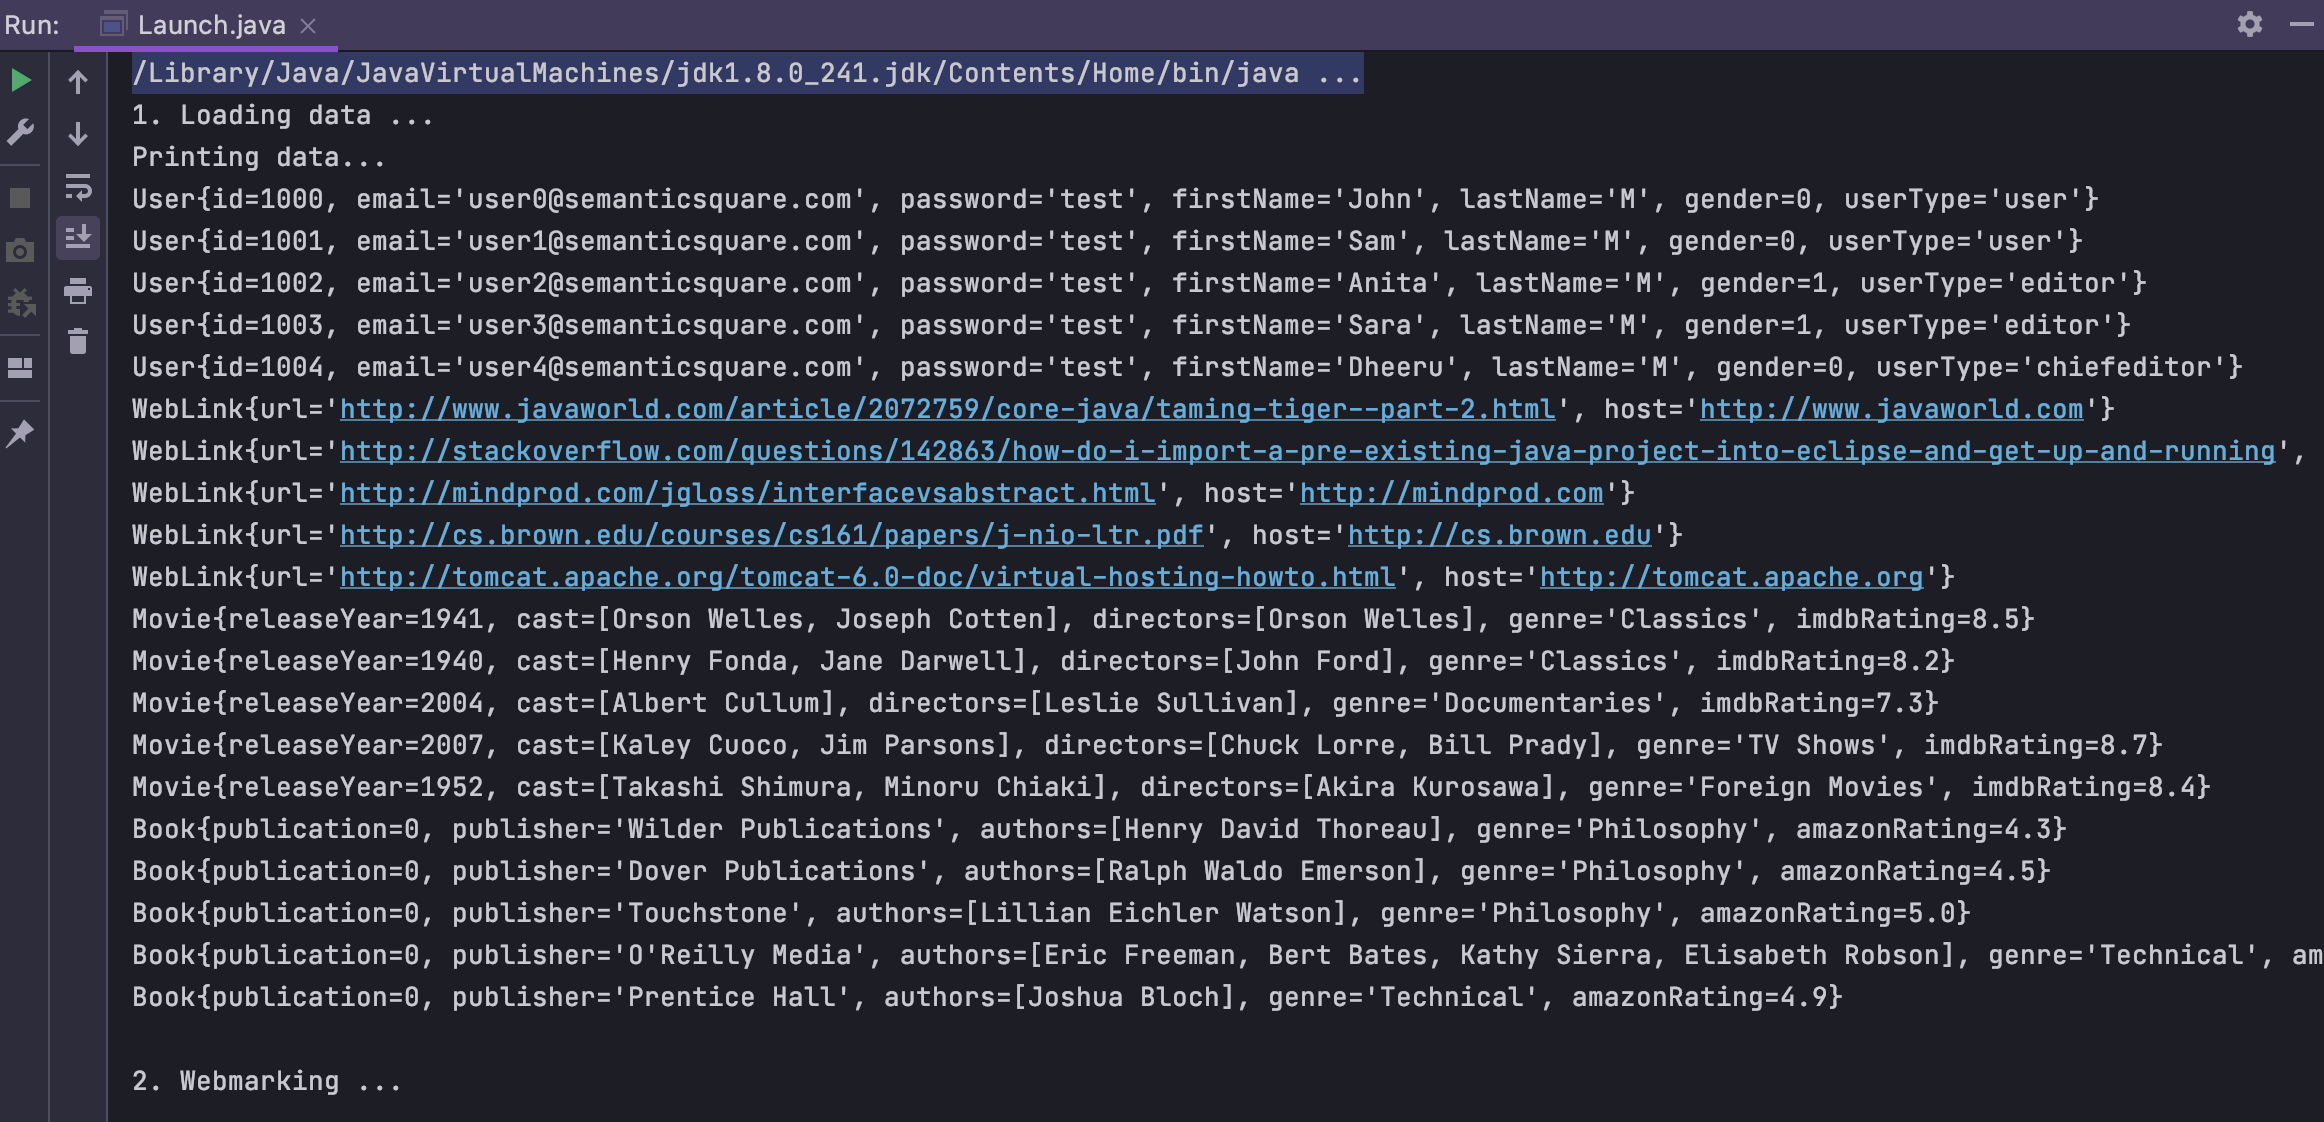 Run: Launch.java
/Library/Java/JavaVirtualMachines/jdk1.8.0_241.jdk/Contents/Home/bin/java ...
1. Loading data ...
Printing data...
User{id=1000, email='user0@semanticsquare.com', password='test', firstName='John', lastName='M', gender=0, userType='user'}
User{id=1001, email='user1@semanticsquare.com', password='test', firstName='Sam', lastName='M', gender=0, userType='user'}
User{id=1002, email='user2@semanticsquare.com', password='test', firstName='Anita', lastName='M', gender=1, userType='editor'}
User{id=1003, email='user3@semanticsquare.com', password='test', firstName='Sara', lastName='M', gender=1, userType='editor'}
User{id=1004, email='user4@semanticsquare.com', password='test', firstName='Dheeru', lastName='M', gender=0, userType='chiefeditor'}
WebLink{url='http://www.javaworld.com/article/2072759/core-java/taming-tiger--part-2.html', host='http://www.javaworld.com'}
WebLink{url='http://stackoverflow.com/questions/142863/how-do-i-import-a-pre-existing-java-project-into-eclipse-and-get-up-and-running',
WebLink{url='http://mindprod.com/jgloss/interfacevsabstract.html', host='http://mindprod.com'}
WebLink{url='http://cs.brown.edu/courses/cs161/papers/j-nio-ltr.pdf', host='http://cs.brown.edu'}
WebLink{url='http://tomcat.apache.org/tomcat-6.0-doc/virtual-hosting-howto.html', host='http://tomcat.apache.org'}
Movie{releaseYear=1941, cast=[Orson Welles, Joseph Cotten], directors=[Orson Welles], genre='Classics', imdbRating=8.5}
Movie{releaseYear=1940, cast=[Henry Fonda, Jane Darwell], directors=[John Ford], genre='Classics', imdbRating=8.2}
Movie{releaseYear=2004, cast=[Albert Cullum], directors=[Leslie Sullivan], genre='Documentaries', imdbRating=7.3}
Movie{releaseYear=2007, cast=[Kaley Cuoco, Jim Parsons], directors=[Chuck Lorre, Bill Prady], genre='TV Shows', imdbRating=8.7}
Movie{releaseYear=1952, cast=[Takashi Shimura, Minoru Chiaki], directors=[Akira Kurosawa], genre='Foreign Movies', imdbRating=8.4}
Book{publication=0, publisher='Wilder Publications', authors=[Henry David Thoreau], genre='Philosophy', amazonRating=4.3}
Book{publication=0, publisher='Dover Publications', authors=[Ralph Waldo Emerson], genre='Philosophy', amazonRating=4.5}
Book{publication=0, publisher='Touchstone', authors=[Lillian Eichler Watson], genre='Philosophy', amazonRating=5.0}
Book{publication=0, publisher='O'Reilly Media', authors=[Eric Freeman, Bert Bates, Kathy Sierra, Elisabeth Robson], genre='Technical', am
Book{publication=0, publisher='Prentice Hall', authors=[Joshua Bloch], genre='Technical', amazonRating=4.9}
2. Webmarking ...